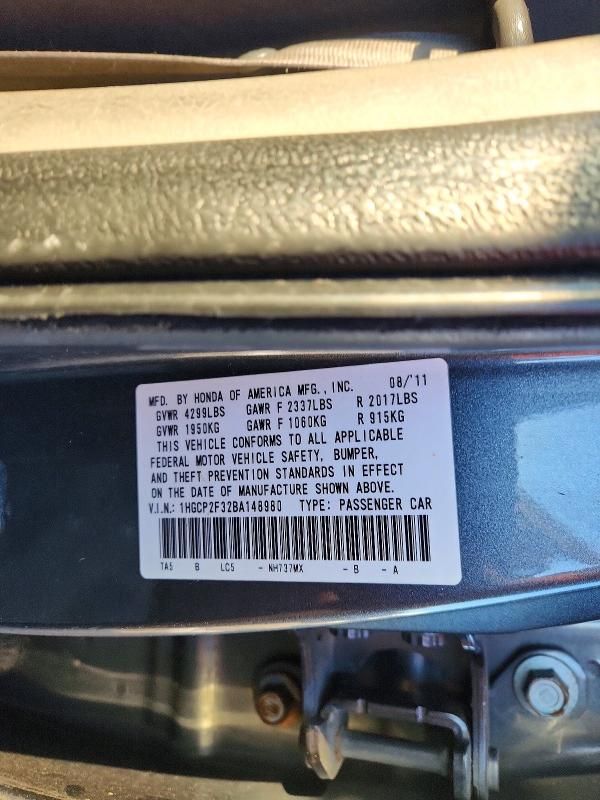 MFD. BY HONDA OF AMERICA MFG., INC. 08/'11
GVWR 4299LBS GAWR F 2337LBS R 2017LBS
GVWR 1950KG GAWR F 1060KG R 915KG
THIS VEHICLE CONFORMS TO ALL APPLICABLE
FEDERAL MOTOR VEHICLE SAFETY, BUMPER,
AND THEFT PREVENTION STANDARDS IN EFFECT
ON THE DATE OF MANUFACTURE SHOWN ABOVE.
V.I.N.: 1HGCP2F32BA148980 TYPE: PASSENGER CAR
TA5 B LC5 - NH737MX - B - A